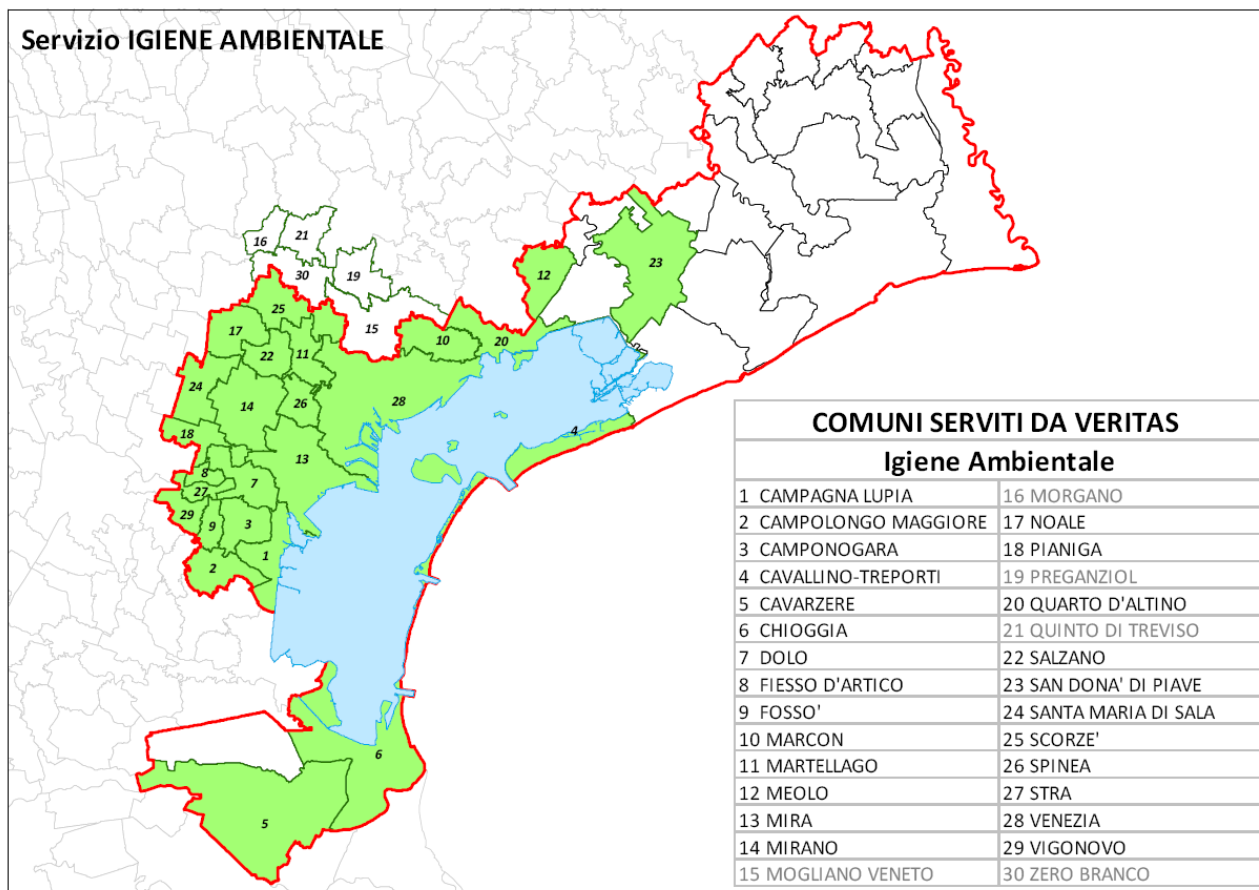 Servizio IGIENE AMBIENTALE
16
21
30
19
12
23
15
25
17
10
20
11
22
24
14
26
28
18
4
13
8
7
27
29
9
3
1
2
6
5
COMUNI SERVITI DA VERITAS
Igiene Ambientale
1 CAMPAGNA LUPIA 16 MORGANO
2 CAMPOLONGO MAGGIORE 17 NOALE
3 CAMPONOGARA 18 PIANIGA
4 CAVALLINO-TREPORTI 19 PREGANZIOL
5 CAVARZERE 20 QUARTO D'ALTINO
6 CHIOGGIA 21 QUINTO DI TREVISO
7 DOLO 22 SALZANO
8 FIESSO D'ARTICO 23 SAN DONA' DI PIAVE
9 FOSSO' 24 SANTA MARIA DI SALA
10 MARCON 25 SCORZE'
11 MARTELLAGO 26 SPINEA
12 MEOLO 27 STRA
13 MIRA 28 VENEZIA
14 MIRANO 29 VIGONOVO
15 MOGLIANO VENETO 30 ZERO BRANCO